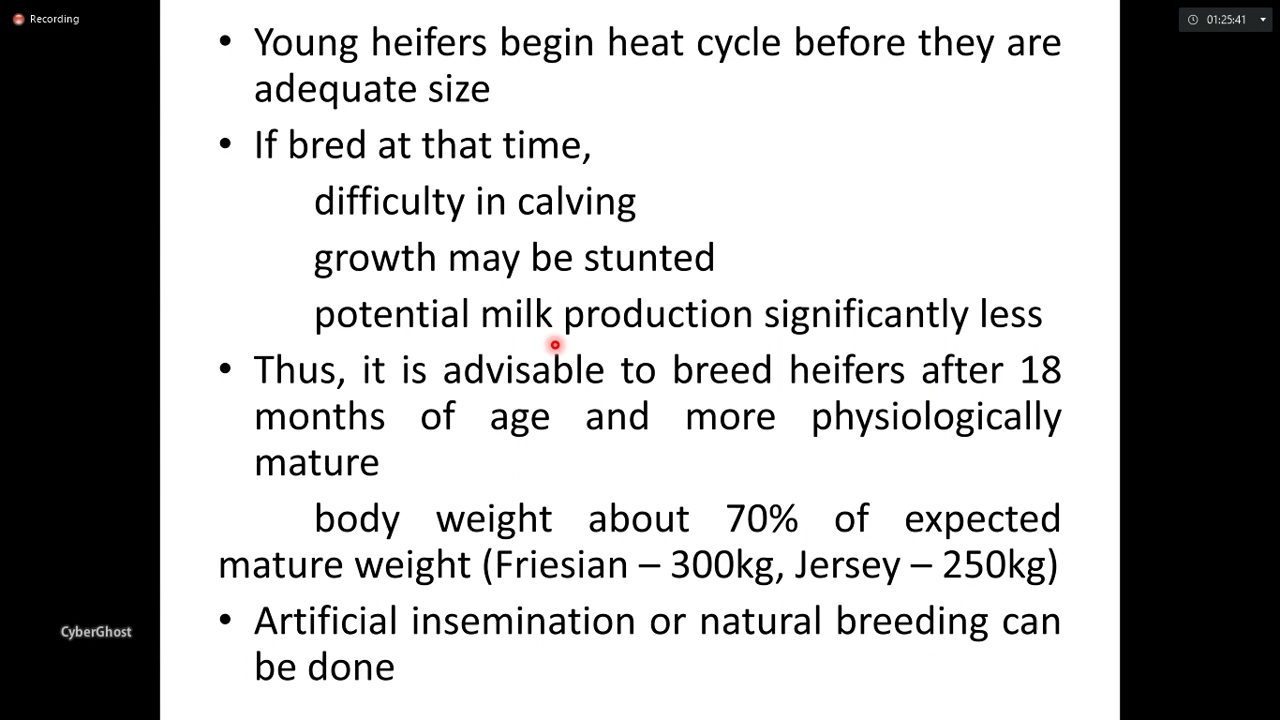 Recording
01:25:41
• Young heifers begin heat cycle before they are
adequate size
• If bred at that time,
difficulty in calving
growth may be stunted
potential milk production significantly less
• Thus, it is advisable to breed heifers after 18
months of age and more physiologically
mature
body weight about 70% of expected
mature weight (Friesian – 300kg, Jersey – 250kg)
• Artificial insemination or natural breeding can
be done
CyberGhost